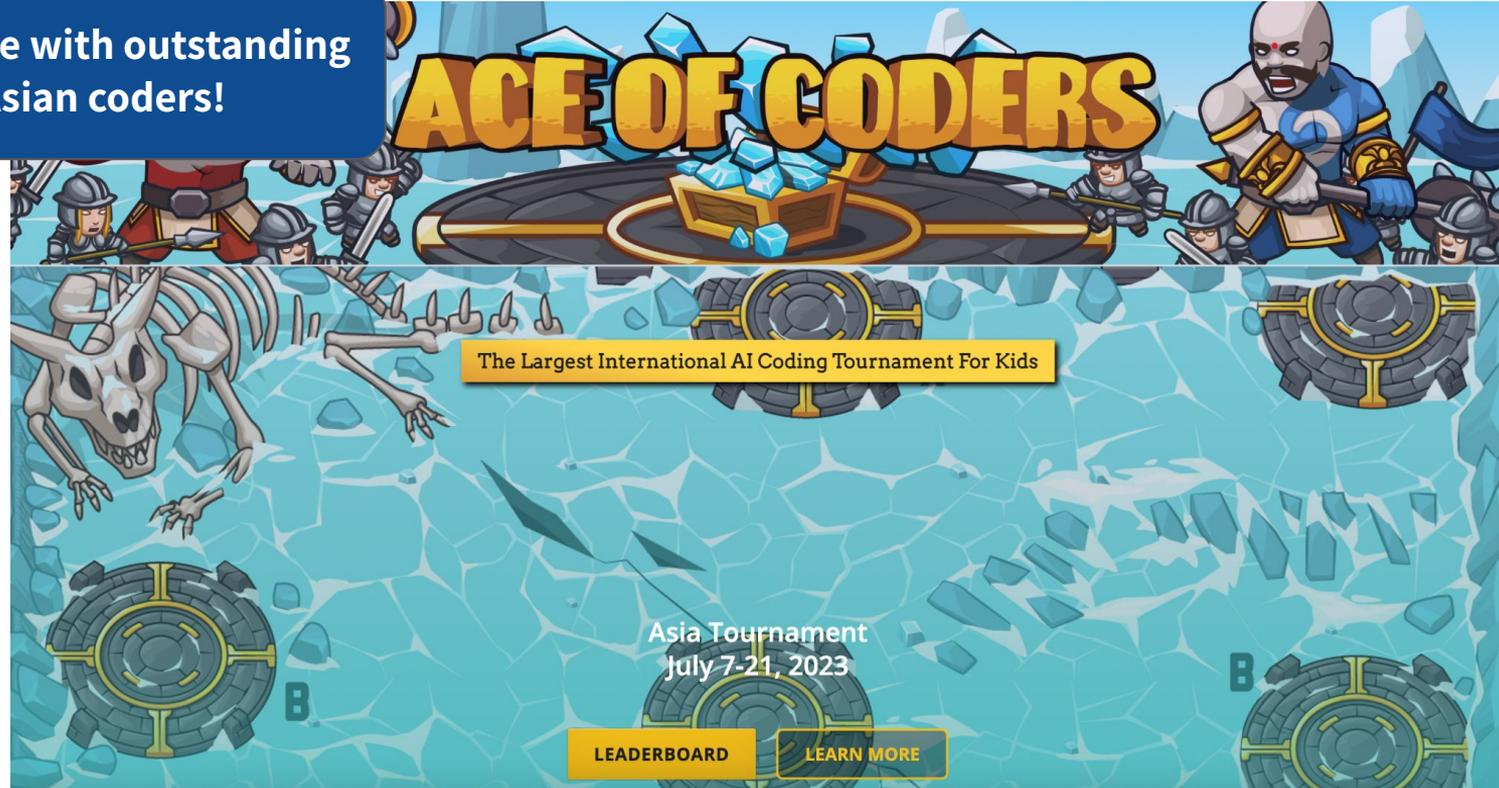 e with outstanding
sian coders!
ACE OF CODERS
The Largest International AI Coding Tournament For Kids
Asia Tournament
July 7-21, 2023
B
B
LEADERBOARD
LEARN MORE